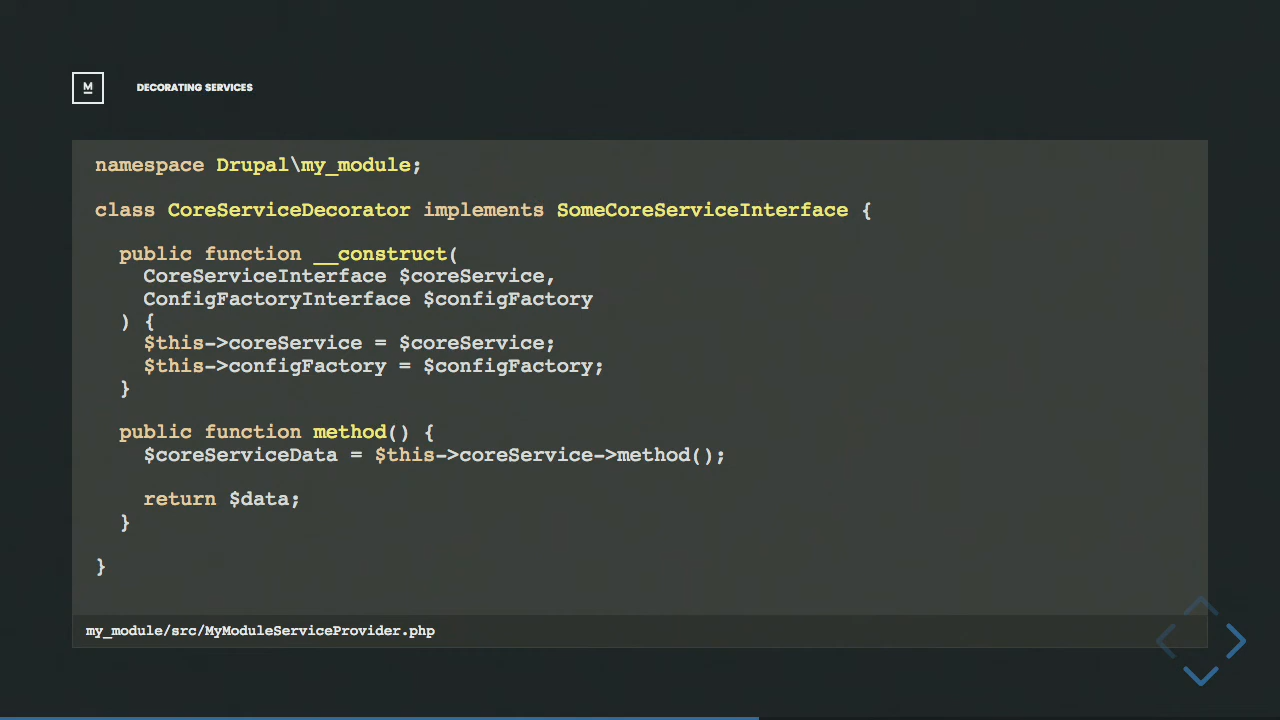 M
DECORATING SERVICES
namespace Drupal\my_module;
class CoreServiceDecorator implements SomeCoreServiceInterface {
public function __construct(
CoreServiceInterface $coreService,
ConfigFactoryInterface $configFactory
) {
$this->coreService = $coreService;
$this->configFactory = $configFactory;
}
public function method() {
$coreServiceData = $this->coreService->method();
return $data;
}
}
my_module/src/MyModuleServiceProvider.php